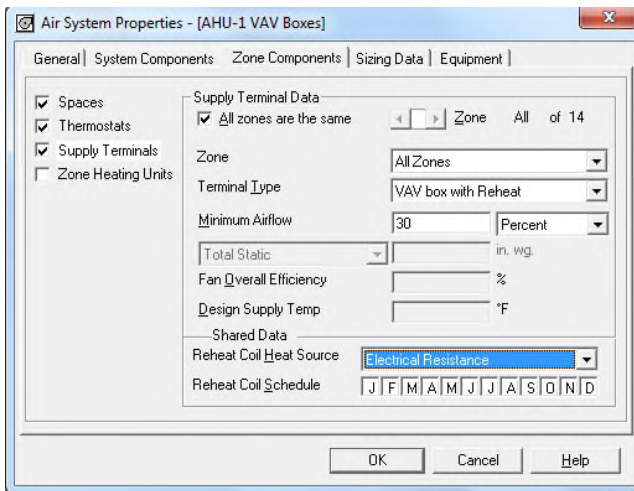 Air System Properties - [AHU-1 VAV Boxes]
General System Components Zone Components Sizing Data Equipment
Spaces
Thermostats
Supply Terminals
Zone Heating Units
Supply Terminal Data
All zones are the same Zone All of 14
Zone All Zones
Terminal Type VAV box with Reheat
Minimum Airflow 30 Percent
Total Static in. wg.
Fan Overall Efficiency %
Design Supply Temp °F
Shared Data
Reheat Coil Heat Source Electrical Resistance
Reheat Coil Schedule J F M A M J J A S O N D
OK Cancel Help